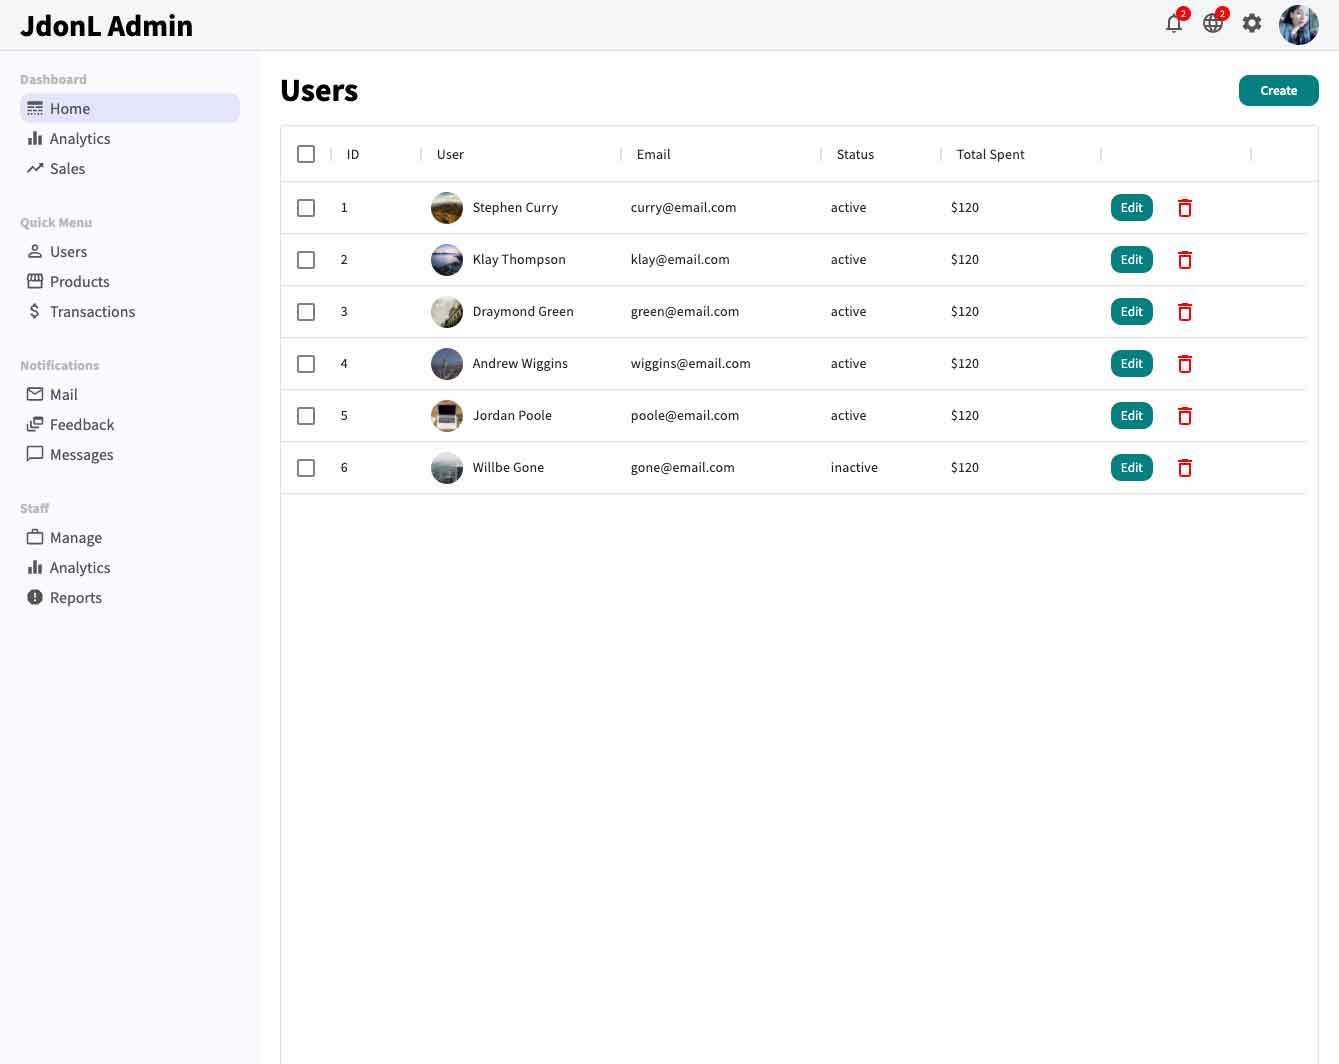 JdonL Admin
2
2
Dashboard
Home
Analytics
Sales
Quick Menu
Users
Products
Transactions
Notifications
Mail
Feedback
Messages
Staff
Manage
Analytics
Reports
Users
Create
ID User Email Status Total Spent
1 Stephen Curry curry@email.com active $120 Edit
2 Klay Thompson klay@email.com active $120 Edit
3 Draymond Green green@email.com active $120 Edit
4 Andrew Wiggins wiggins@email.com active $120 Edit
5 Jordan Poole poole@email.com active $120 Edit
6 Willbe Gone gone@email.com inactive $120 Edit